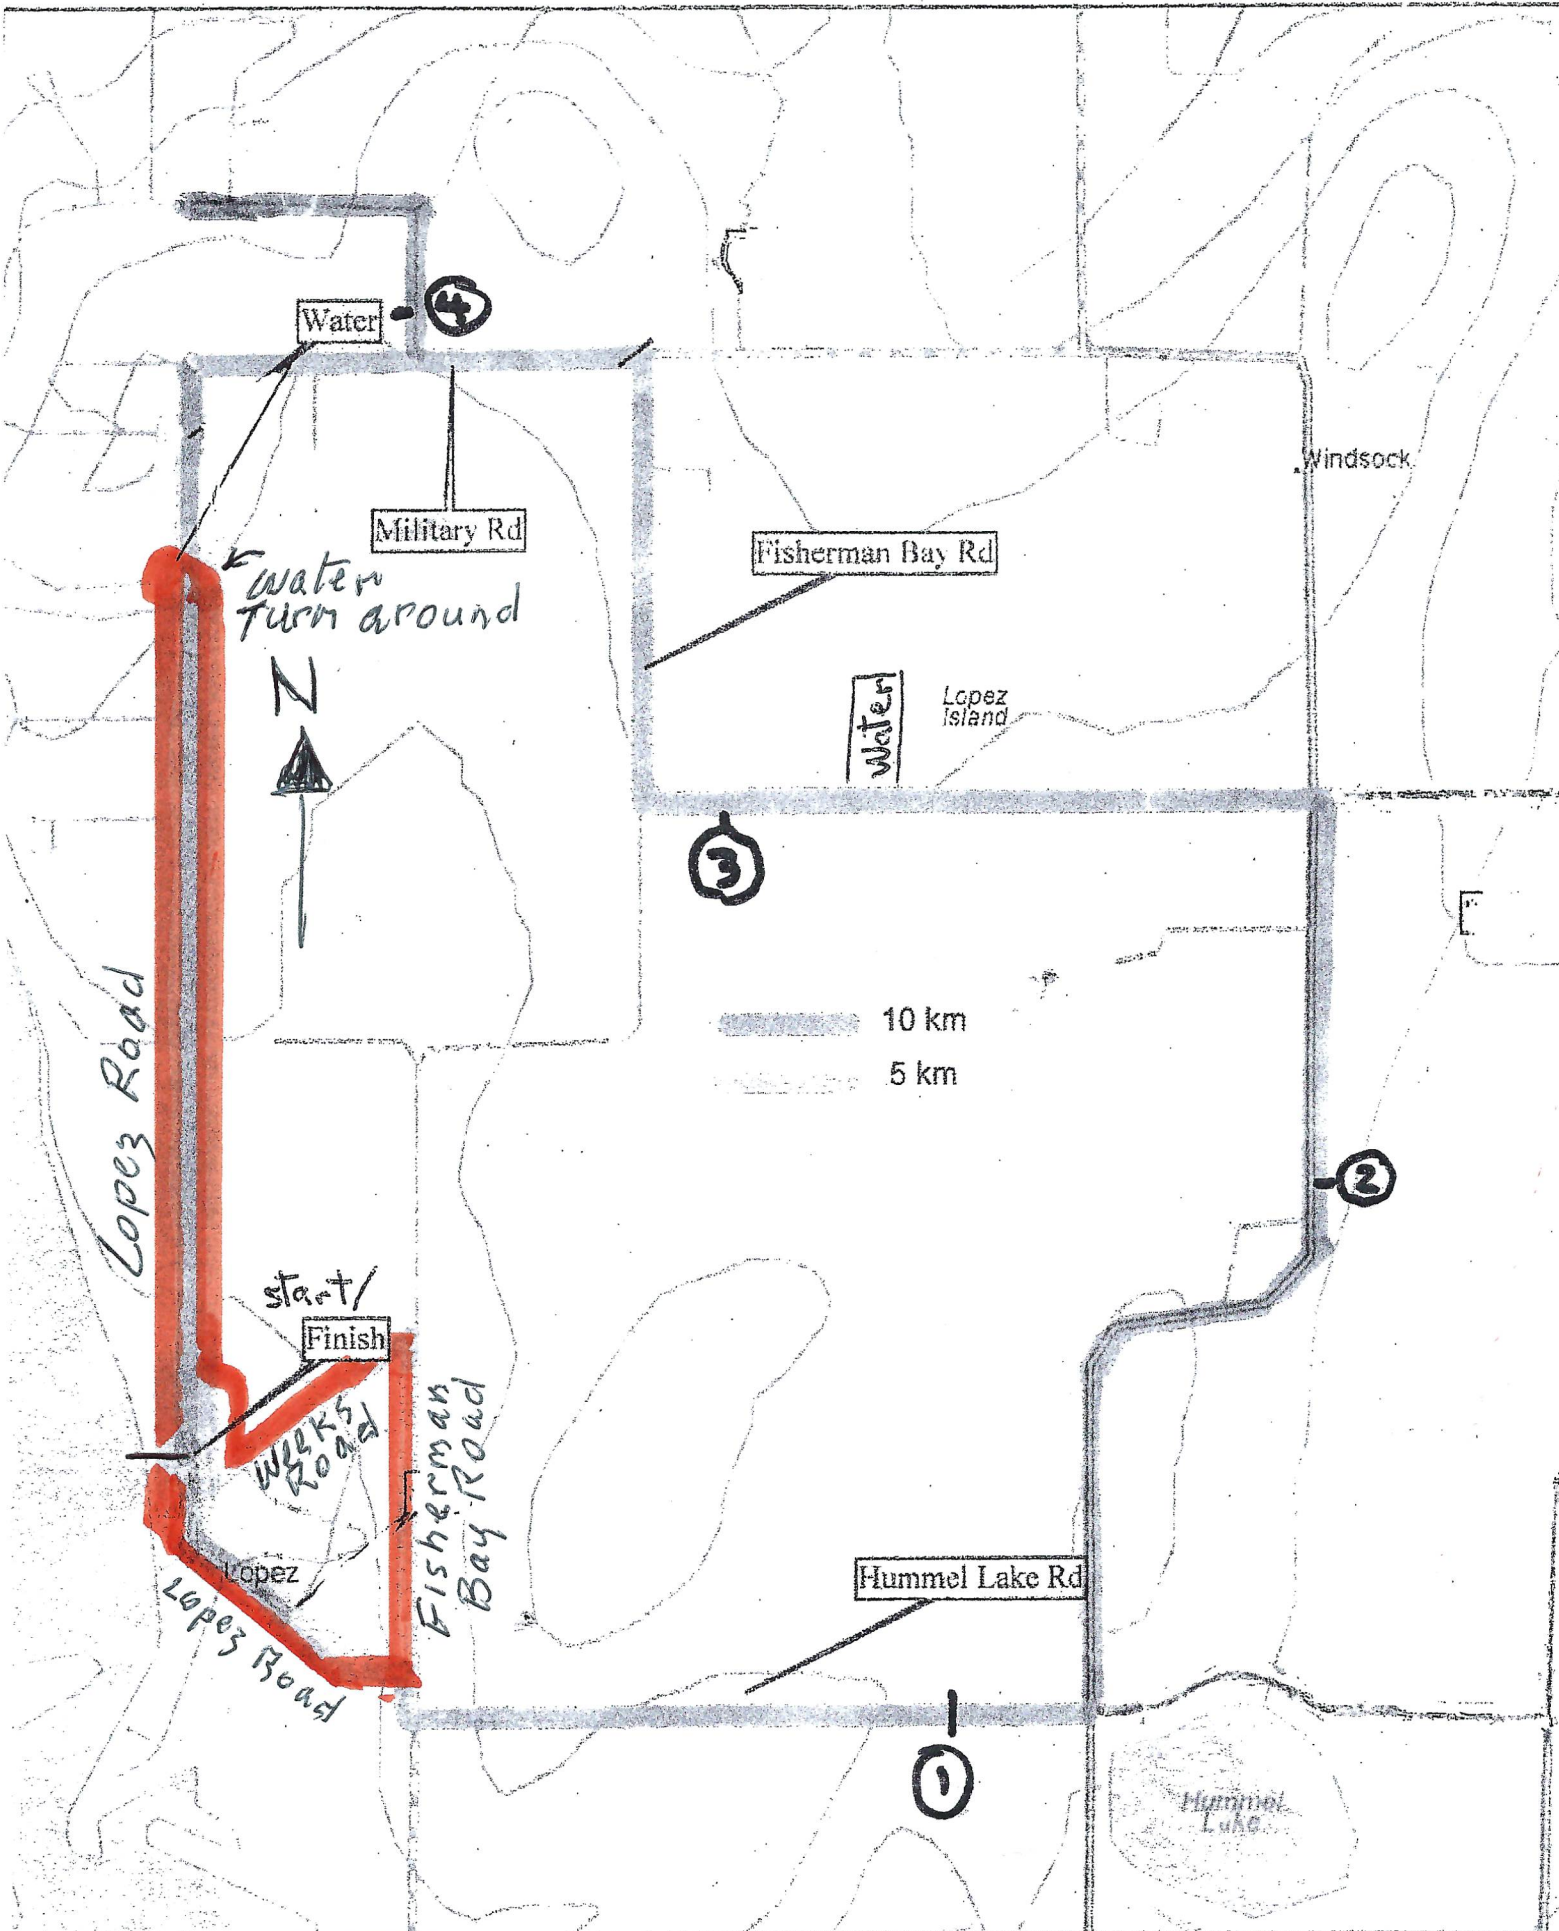 Water
4
Military Rd
Fisherman Bay Rd
Windsock
water
Turn around
N
Water
Lopez
Island
3
Lopez Road
10 km
5 km
2
start/
Finish
Weeks
Road
Fisherman
Bay Road
Lopez
Lopez Road
Hummel Lake Rd
1
Hummel
Lake